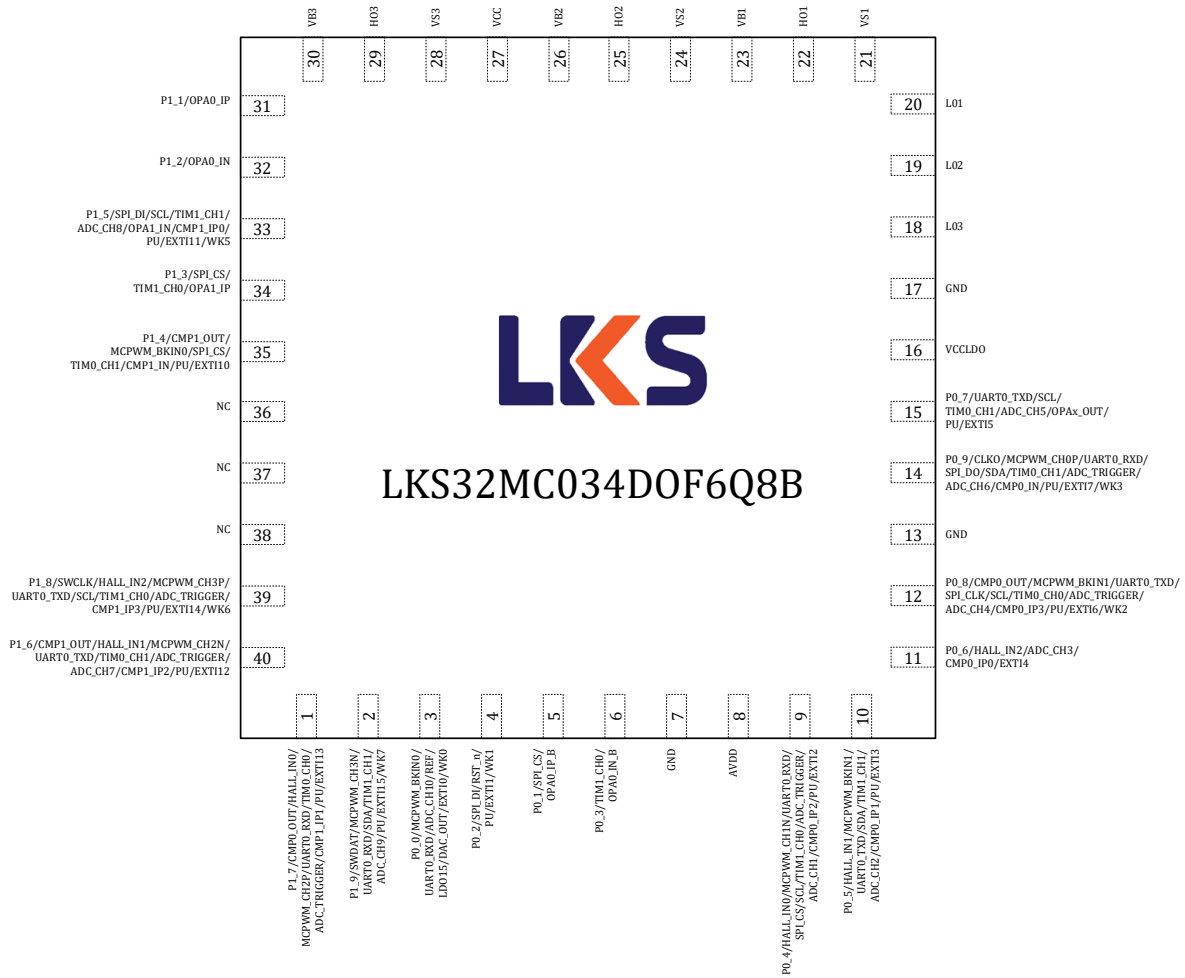 VB3
HO3
VS3
VCC
VB2
HO2
VS2
VB1
HO1
VS1
30
29
28
27
26
25
24
23
22
21
P1_1/OPA0_IP
31
P1_2/OPA0_IN
32
P1_5/SPI_DI/SCL/TIM1_CH1/
ADC_CH8/OPA1_IN/CMP1_IP0/
PU/EXTI11/WK5
33
P1_3/SPI_CS/
TIM1_CH0/OPA1_IP
34
P1_4/CMP1_OUT/
MCPWM_BKIN0/SPI_CS/
TIM0_CH1/CMP1_IN/PU/EXTI10
35
NC
36
NC
37
NC
38
P1_8/SWCLK/HALL_IN2/MCPWM_CH3P/
UART0_TXD/SCL/TIM1_CH0/ADC_TRIGGER/
CMP1_IP3/PU/EXTI14/WK6
39
P1_6/CMP1_OUT/HALL_IN1/MCPWM_CH2N/
UART0_TXD/TIM0_CH1/ADC_TRIGGER/
ADC_CH7/CMP1_IP2/PU/EXTI12
40
LKS
LKS32MC034DOF6Q8B
20
LO1
19
LO2
18
LO3
17
GND
16
VCCLDO
15
P0_7/UART0_TXD/SCL/
TIM0_CH1/ADC_CH5/OPAx_OUT/
PU/EXTI5
14
P0_9/CLKO/MCPWM_CH0P/UART0_RXD/
SPI_DO/SDA/TIM0_CH1/ADC_TRIGGER/
ADC_CH6/CMP0_IN/PU/EXTI7/WK3
13
GND
12
P0_8/CMP0_OUT/MCPWM_BKIN1/UART0_TXD/
SPI_CLK/SCL/TIM0_CH0/ADC_TRIGGER/
ADC_CH4/CMP0_IP3/PU/EXTI6/WK2
11
P0_6/HALL_IN2/ADC_CH3/
CMP0_IP0/EXTI4
1
2
3
4
5
6
7
8
9
10
P1_7/CMP0_OUT/HALL_IN0/
MCPWM_CH2P/UART0_RXD/TIM0_CH0/
ADC_TRIGGER/CMP1_IP1/PU/EXTI13
P1_9/SWDAT/MCPWM_CH3N/
UART0_RXD/SDA/TIM1_CH1/
ADC_CH9/PU/EXTI15/WK7
P0_0/MCPWM_BKIN0/
UART0_RXD/ADC_CH10/REF/
LDO15/DAC_OUT/EXTI0/WK0
P0_2/SPI_DI/RST_n/
PU/EXTI1/WK1
P0_1/SPI_CS/
OPA0_IP_B
P0_3/TIM1_CH0/
OPA0_IN_B
GND
AVDD
P0_4/HALL_IN0/MCPWM_CH1N/UART0_RXD/
SPI_CS/SCL/TIM1_CH0/ADC_TRIGGER/
ADC_CH1/CMP0_IP2/PU/EXTI2
P0_5/HALL_IN1/MCPWM_BKIN1/
UART0_TXD/SDA/TIM1_CH1/
ADC_CH2/CMP0_IP1/PU/EXTI3